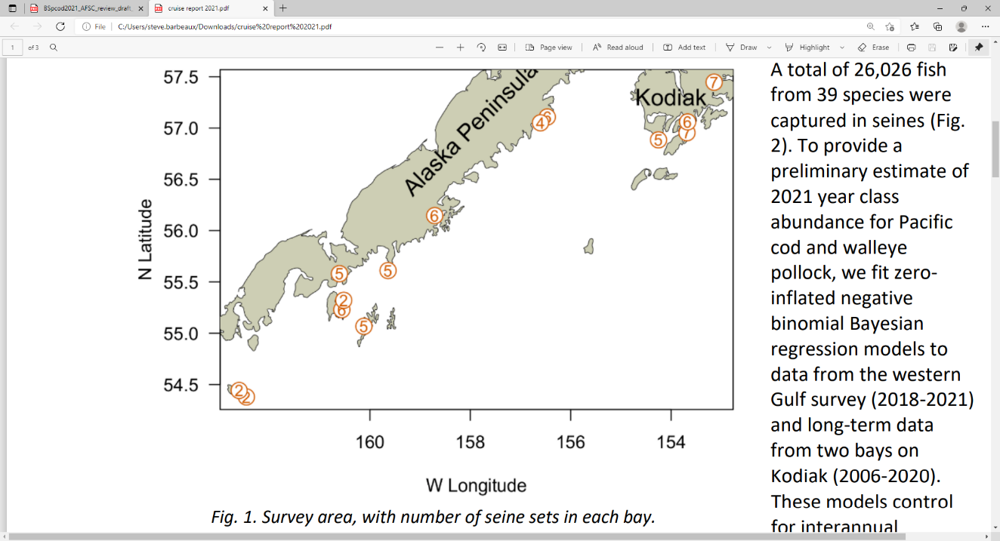 BSpcod2021_AFSC_review_draft_
cruise report 2021.pdf
File
C:/Users/steve.barbeaux/Downloads/cruise%20report%202021.pdf
1
of 3
Page view
Read aloud
Add text
Draw
Highlight
Erase
57.5
57.0
56.5
56.0
55.5
55.0
54.5
N Latitude
Alaska Peninsula
Kodiak
7
6
4
6
7
5
6
5
5
2
6
5
2
2
160
158
156
154
W Longitude
Fig. 1. Survey area, with number of seine sets in each bay.
A total of 26,026 fish
from 39 species were
captured in seines (Fig.
2). To provide a
preliminary estimate of
2021 year class
abundance for Pacific
cod and walleye
pollock, we fit zero-
inflated negative
binomial Bayesian
regression models to
data from the western
Gulf survey (2018-2021)
and long-term data
from two bays on
Kodiak (2006-2020).
These models control
for interannual